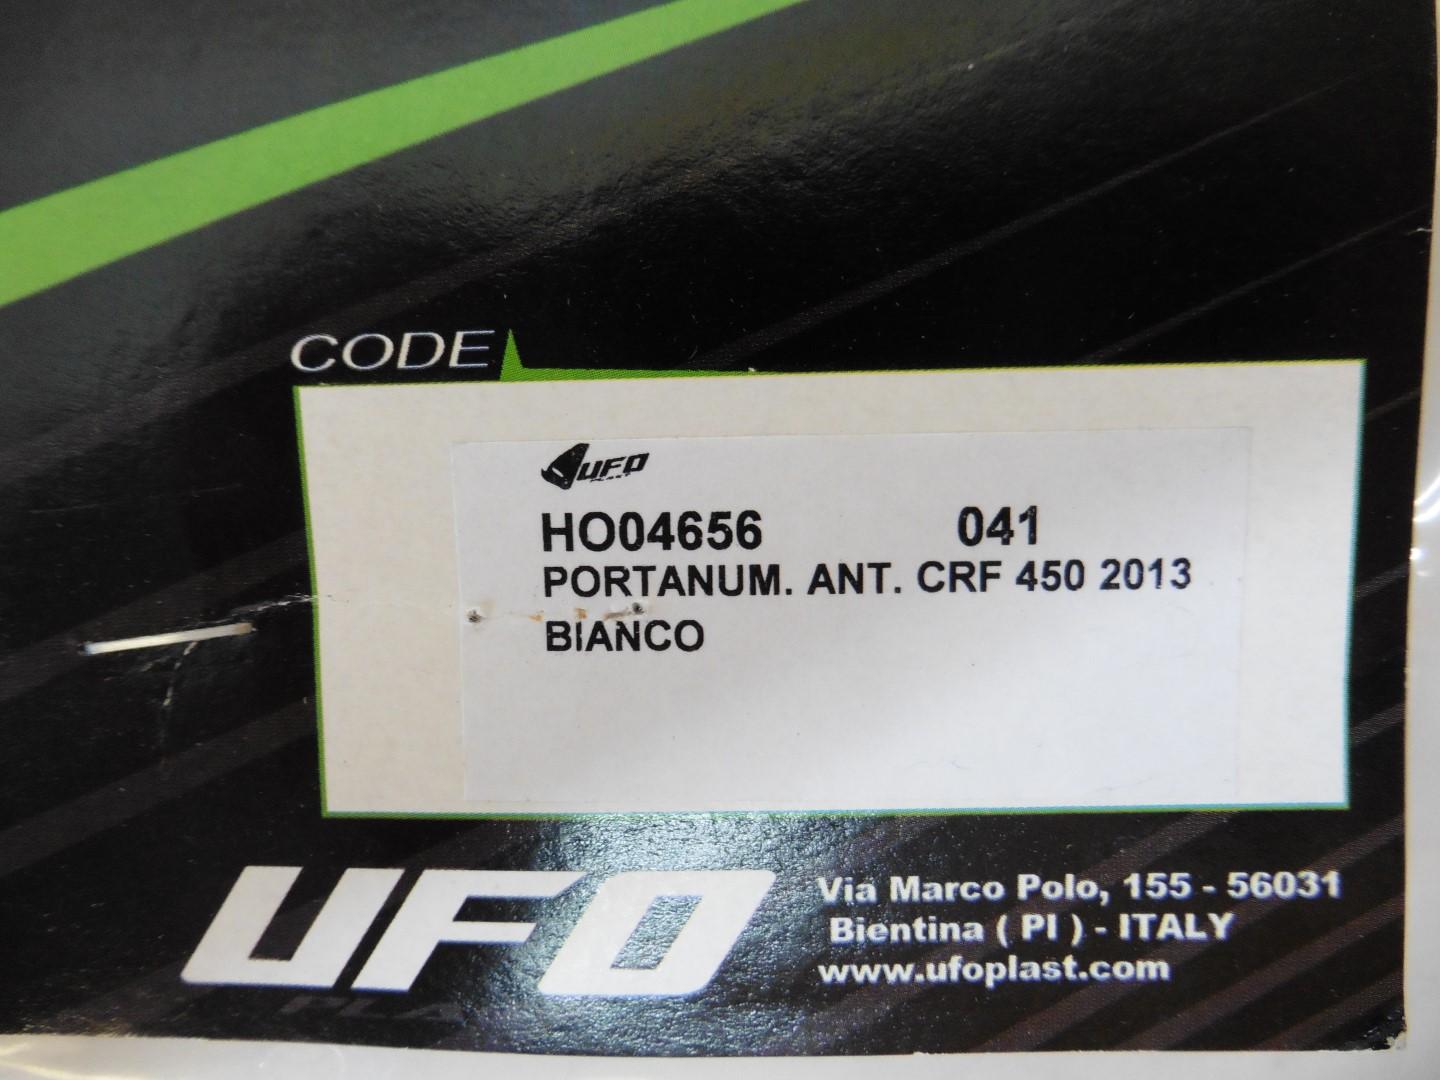 CODE
UFO
HO04656 041
PORTANUM. ANT. CRF 450 2013
BIANCO
UFO
Via Marco Polo, 155 - 56031
Bientina ( PI ) - ITALY
www.ufoplast.com